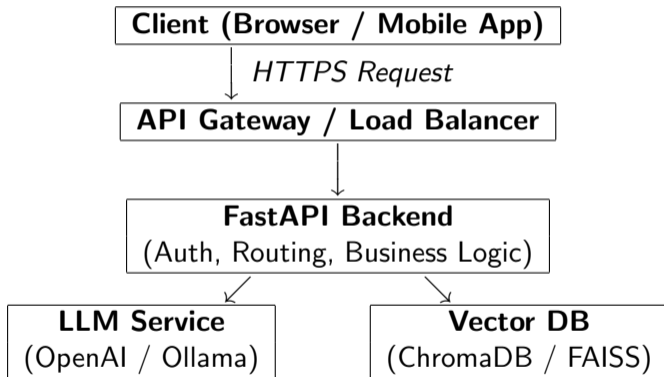 Client (Browser / Mobile App)
HTTPS Request
API Gateway / Load Balancer
FastAPI Backend
(Auth, Routing, Business Logic)
LLM Service
(OpenAI / Ollama)
Vector DB
(ChromaDB / FAISS)